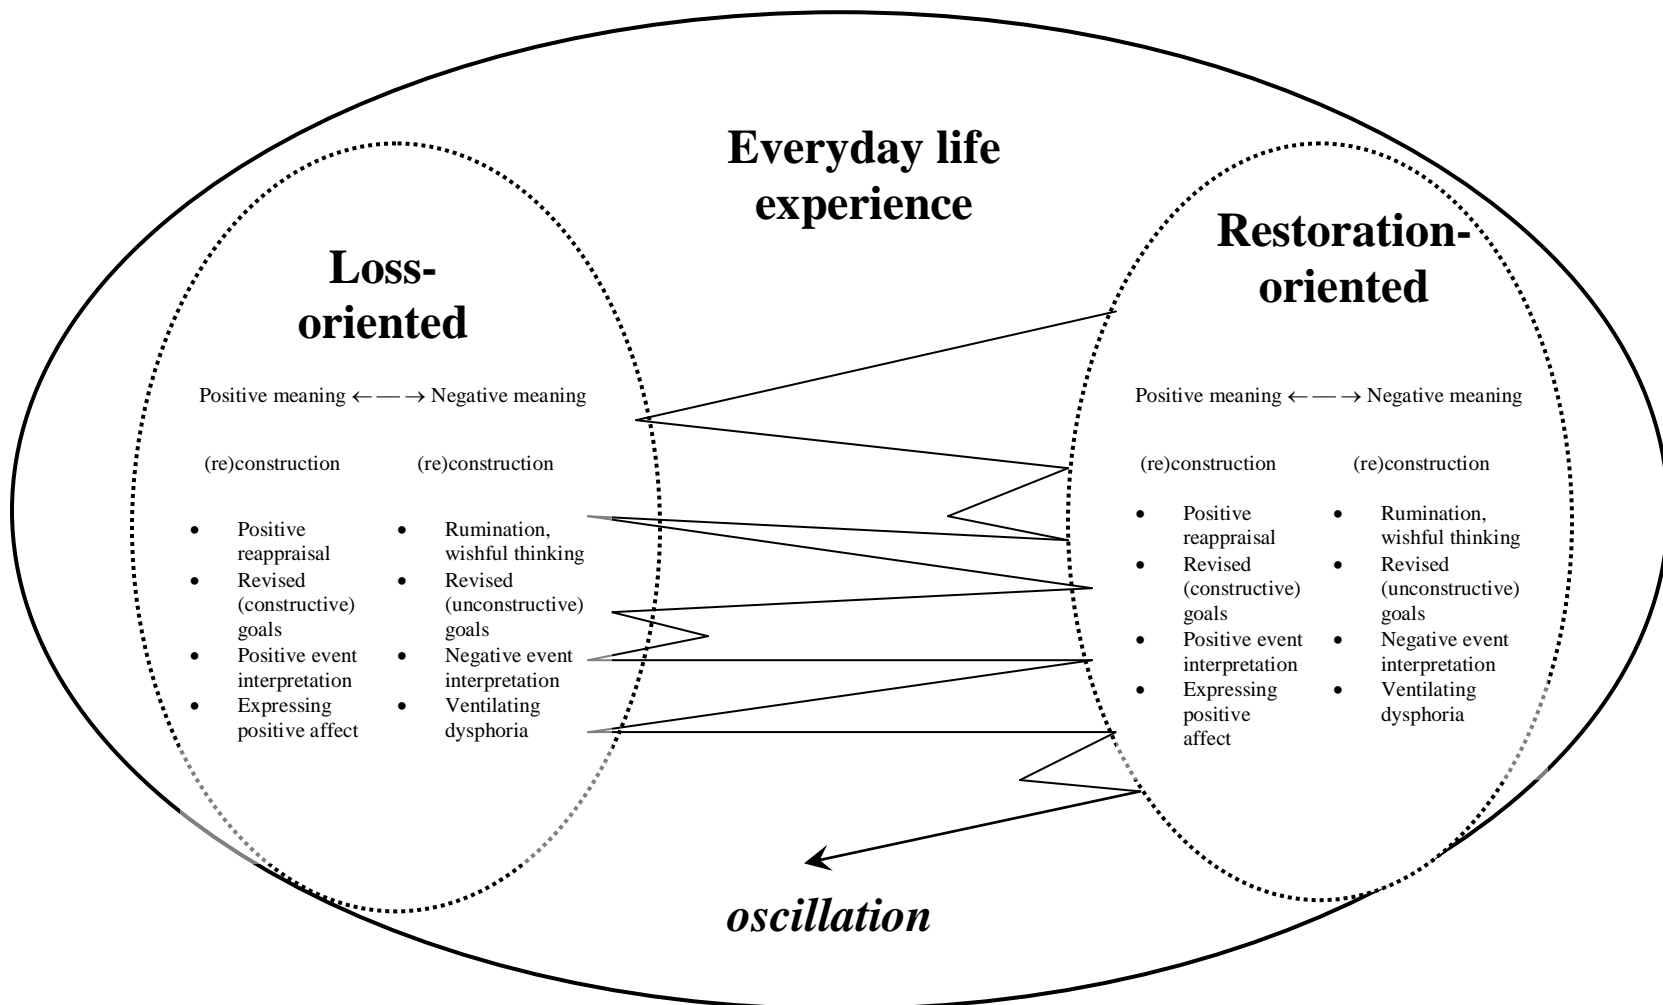 Everyday life
experience
Loss-
oriented
Positive meaning ←—→ Negative meaning
(re)construction (re)construction
• Positive
reappraisal
• Revised
(constructive)
goals
• Positive event
interpretation
• Expressing
positive affect
• Rumination,
wishful thinking
• Revised
(unconstructive)
goals
• Negative event
interpretation
• Ventilating
dysphoria
Restoration-
oriented
Positive meaning ←—→ Negative meaning
(re)construction (re)construction
• Positive
reappraisal
• Revised
(constructive)
goals
• Positive event
interpretation
• Expressing
positive
affect
• Rumination,
wishful thinking
• Revised
(unconstructive)
goals
• Negative event
interpretation
• Ventilating
dysphoria
oscillation